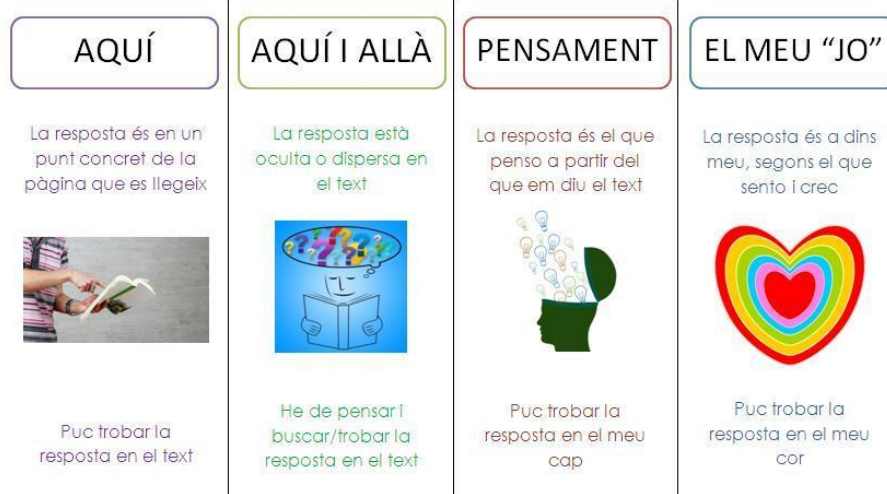 AQUÍ
La resposta és en un
punt concret de la
pàgina que es llegeix
Puc trobar la
resposta en el text
AQUÍ I ALLÀ
La resposta està
oculta o dispersa en
el text
He de pensar i
buscar/trobar la
resposta en el text
PENSAMENT
La resposta és el que
penso a partir del
que em diu el text
Puc trobar la
resposta en el meu
cap
EL MEU “JO”
La resposta és a dins
meu, segons el que
sento i crec
Puc trobar la
resposta en el meu
cor